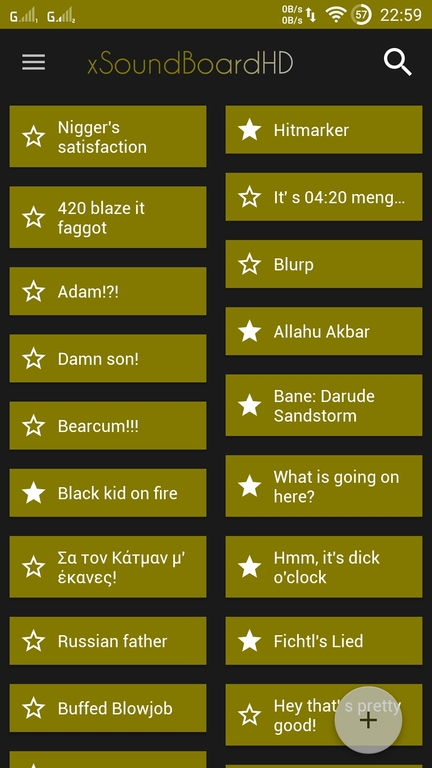 G 1 G 2 0B/s 0B/s 57 22:59
xSoundBoardHD
Nigger's
satisfaction
420 blaze it
faggot
Adam!?!
Damn son!
Bearcum!!!
Black kid on fire
Σα τον Κάτμαν μ'
έκανες!
Russian father
Buffed Blowjob
Hitmarker
It' s 04:20 meng...
Blurp
Allahu Akbar
Bane: Darude
Sandstorm
What is going on
here?
Hmm, it's dick
o'clock
Fichtl's Lied
Hey that' s pretty
good!